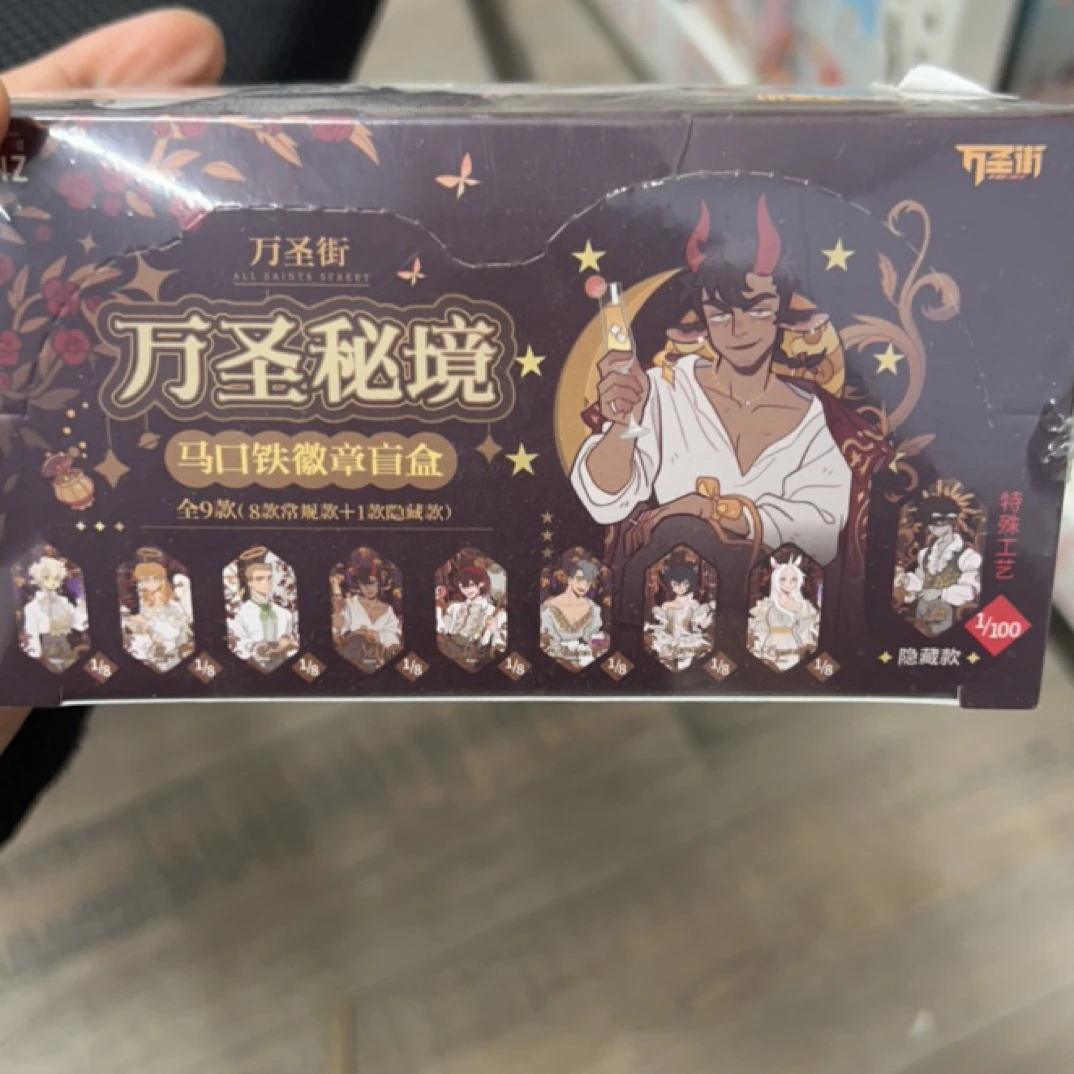 万圣街
万圣街
ALL SAINTS STREET
万圣秘境
马口铁徽章盲盒
全9款(8款常规款+1款隐藏款)
特殊工艺
1/8
1/8
1/8
1/8
1/8
1/8
1/8
1/8
1/100
隐藏款